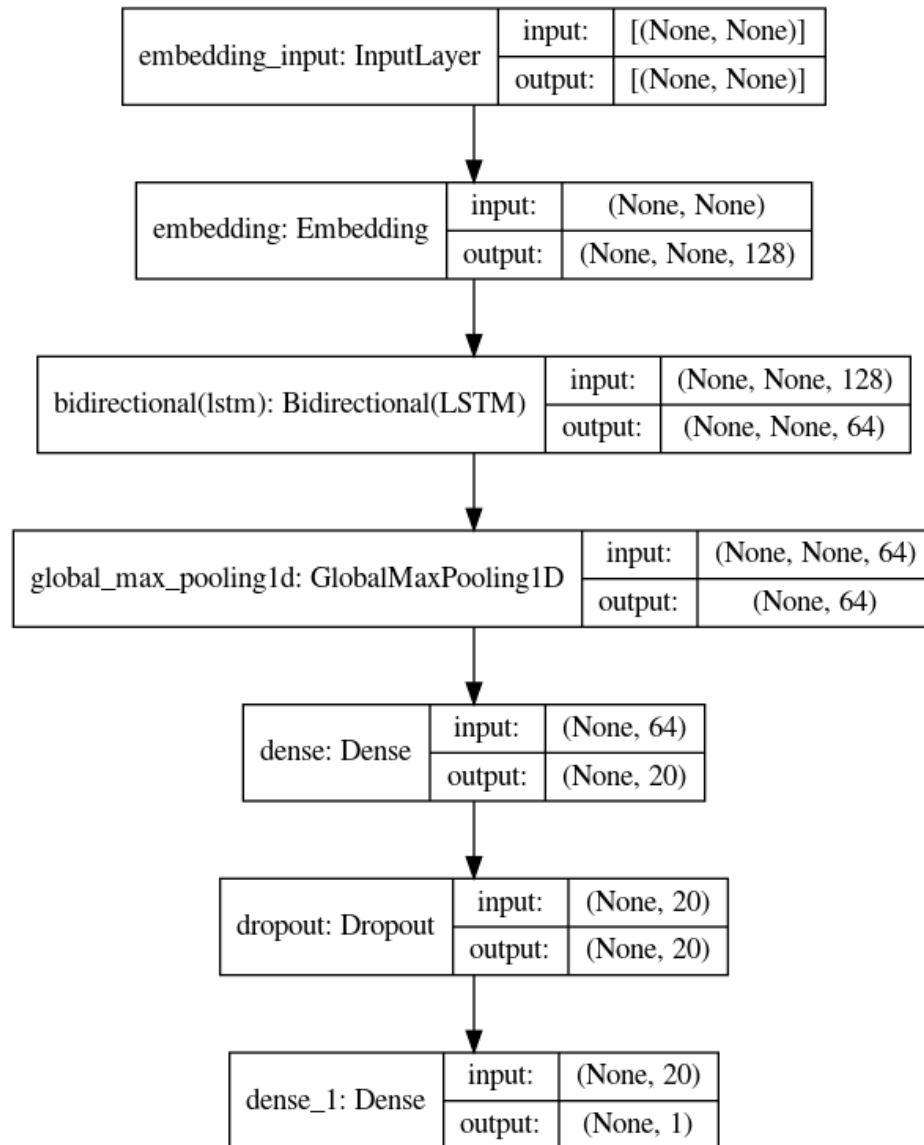 embedding_input: InputLayer
input: [(None, None)]
output: [(None, None)]
embedding: Embedding
input: (None, None)
output: (None, None, 128)
bidirectional(lstm): Bidirectional(LSTM)
input: (None, None, 128)
output: (None, None, 64)
global_max_pooling1d: GlobalMaxPooling1D
input: (None, None, 64)
output: (None, 64)
dense: Dense
input: (None, 64)
output: (None, 20)
dropout: Dropout
input: (None, 20)
output: (None, 20)
dense_1: Dense
input: (None, 20)
output: (None, 1)